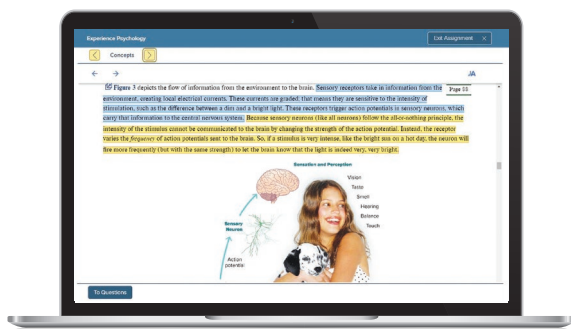 Experience Psychology
Exit Assignment X
Concepts
Figure 3 depicts the flow of information from the environment to the brain. Sensory receptors take in information from the
Page 88
environment, creating local electrical currents. These currents are graded; that means they are sensitive to the intensity of
stimulation, such as the difference between a dim and a bright light. These receptors trigger action potentials in sensory neurons, which
carry that information to the central nervous system. Because sensory neurons (like all neurons) follow the all-or-nothing principle, the
intensity of the stimulus cannot be communicated to the brain by changing the strength of the action potential. Instead, the receptor
varies the frequency of action potentials sent to the brain. So, if a stimulus is very intense, like the bright sun on a hot day, the neuron will
fire more frequently (but with the same strength) to let the brain know that the light is indeed very, very bright.
Sensation and Perception
Vision
Taste
Smell
Hearing
Balance
Touch
Sensory
Neuron
Action
potential
To Questions